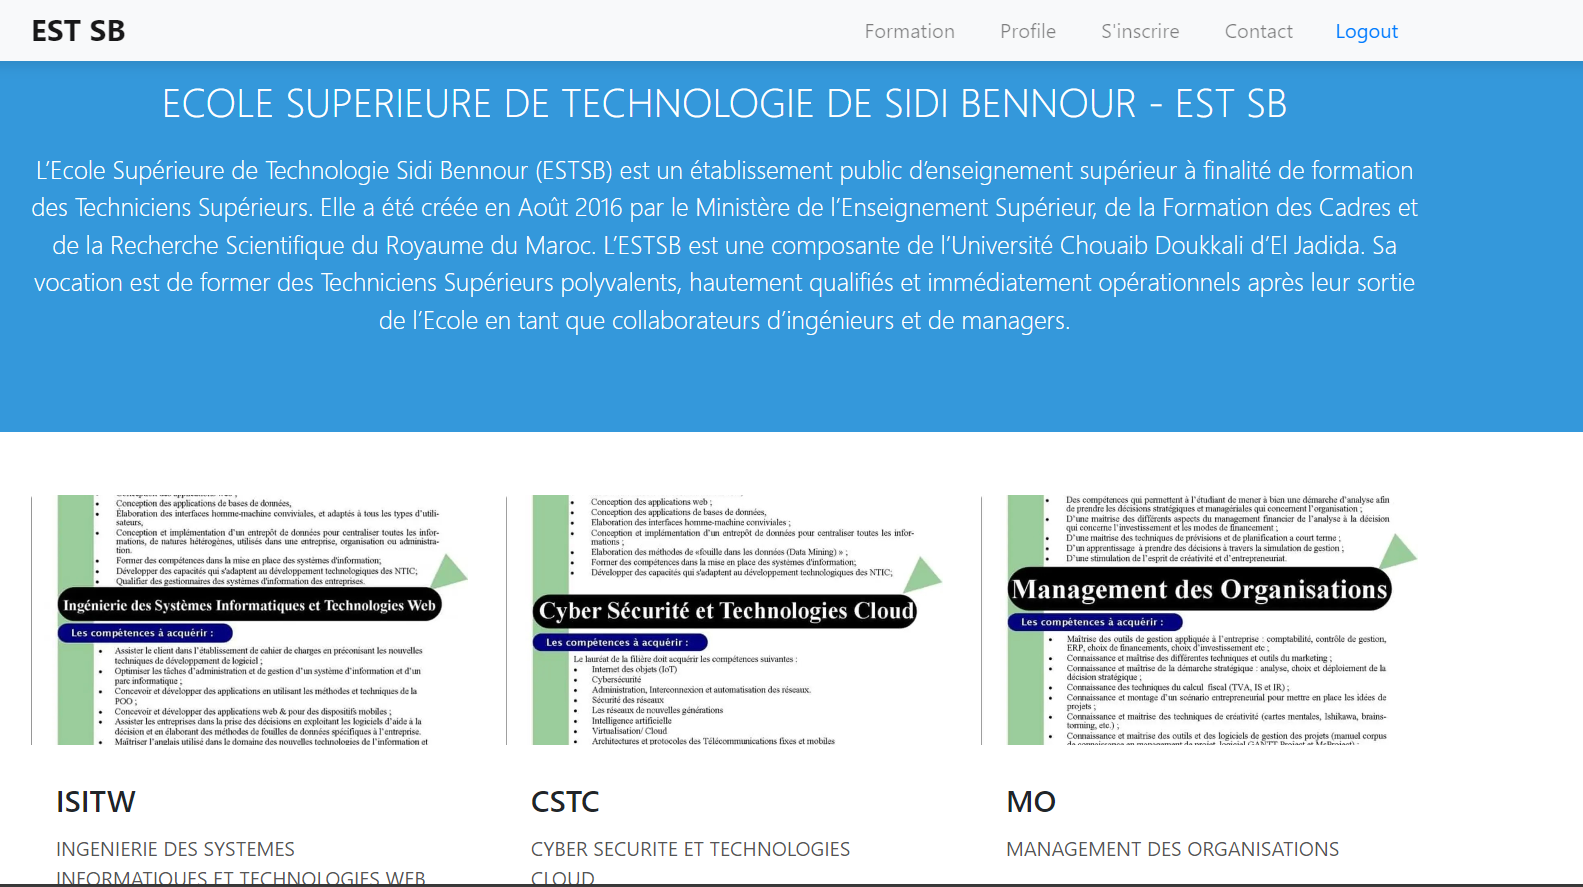 EST SB
Formation Profile S'inscrire Contact Logout
ECOLE SUPERIEURE DE TECHNOLOGIE DE SIDI BENNOUR - EST SB
L’Ecole Supérieure de Technologie Sidi Bennour (ESTSB) est un établissement public d’enseignement supérieur à finalité de formation
des Techniciens Supérieurs. Elle a été créée en Août 2016 par le Ministère de l’Enseignement Supérieur, de la Formation des Cadres et
de la Recherche Scientifique du Royaume du Maroc. L’ESTSB est une composante de l’Université Chouaib Doukkali d’El Jadida. Sa
vocation est de former des Techniciens Supérieurs polyvalents, hautement qualifiés et immédiatement opérationnels après leur sortie
de l’Ecole en tant que collaborateurs d’ingénieurs et de managers.
Conception des applications de bases de données,
Élaboration des interfaces homme-machine conviviales, et adaptés à tous les types d'utili-
sateurs,
Conception et implémentation d'un entrepôt de données pour centraliser toutes les infor-
mations, de natures hétérogènes, utilisés dans une entreprise, organisation ou administra-
tion.
Former des compétences dans la mise en place des systèmes d'information;
Développer des capacités qui s'adaptent au développement technologiques des NTIC;
Qualifier des gestionnaires des systèmes d'information des entreprises.
Ingénierie des Systèmes Informatiques et Technologies Web
Les compétences à acquérir :
Assister le client dans l'établissement de cahier de charges en préconisant les nouvelles
techniques de développement de logiciel ;
Optimiser les tâches d'administration et de gestion d'un système d'information et d'un
parc informatique ;
Concevoir et développer des applications en utilisant les méthodes et techniques de la
POO ;
Concevoir et développer des applications web & pour des dispositifs mobiles ;
Assister les entreprises dans la prise des décisions en exploitant les logiciels d'aide à la
décision et en élaborant des méthodes de fouilles de données spécifiques à l'entreprise.
Maîtriser l'anglais utilisé dans le domaine des nouvelles technologies de l'information et
ISITW
INGENIERIE DES SYSTEMES
INFORMATIQUES ET TECHNOLOGIES WEB
Conception des applications web ;
Conception des applications de bases de données,
Elaboration des interfaces homme-machine conviviales ;
Conception et implémentation d'un entrepôt de données pour centraliser toutes les infor-
mations ;
Elaboration des méthodes de «fouille dans les données (Data Mining) » ;
Former des compétences dans la mise en place des systèmes d'information;
Développer des capacités qui s'adaptent au développement technologiques des NTIC;
Cyber Sécurité et Technologies Cloud
Les compétences à acquérir :
Le lauréat de la filière doit acquérir les compétences suivantes :
Internet des objets (IoT)
Cybersécurité
Administration, Interconnexion et automatisation des réseaux.
Sécurité des réseaux
Les réseaux de nouvelles générations
Intelligence artificielle
Virtualisation/ Cloud
Architectures et protocoles des Télécommunications fixes et mobiles
CSTC
CYBER SECURITE ET TECHNOLOGIES
CLOUD
Des compétences qui permettent à l'étudiant de mener à bien une démarche d'analyse afin
de prendre les décisions stratégiques et managériales qui concernent l'organisation ;
D'une maitrise des différents aspects du management financier de l'analyse à la décision
qui concerne l'investissement et les modes de financement ;
D'une maitrise des techniques de prévisions et de planification a court terme ;
D'un apprentissage à prendre des décisions à travers la simulation de gestion ;
D'une stimulation de l'esprit de créativité et d'entrepreneuriat.
Management des Organisations
Les compétences à acquérir :
Maîtrise des outils de gestion appliquée à l'entreprise : comptabilité, contrôle de gestion,
ERP, choix de financements, choix d'investissement etc ;
Connaissance et maîtrise des différentes techniques et outils du marketing ;
Connaissance et maîtrise de la démarche stratégique : analyse, choix et déploiement de la
décision stratégique ;
Connaissance des techniques du calcul fiscal (TVA, IS et IR) ;
Connaissance et montage d'un scénario entrepreneurial pour mettre en place les idées de
projets ;
Connaissance et maitrise des techniques de créativité (cartes mentales, Ishikawa, brains-
torming, etc.) ;
Connaissance et maitrise des outils et des logiciels de gestion des projets (manuel corpus
de connaissance en management de projet, logiciel (GANTT Project et MsProject) ;
MO
MANAGEMENT DES ORGANISATIONS